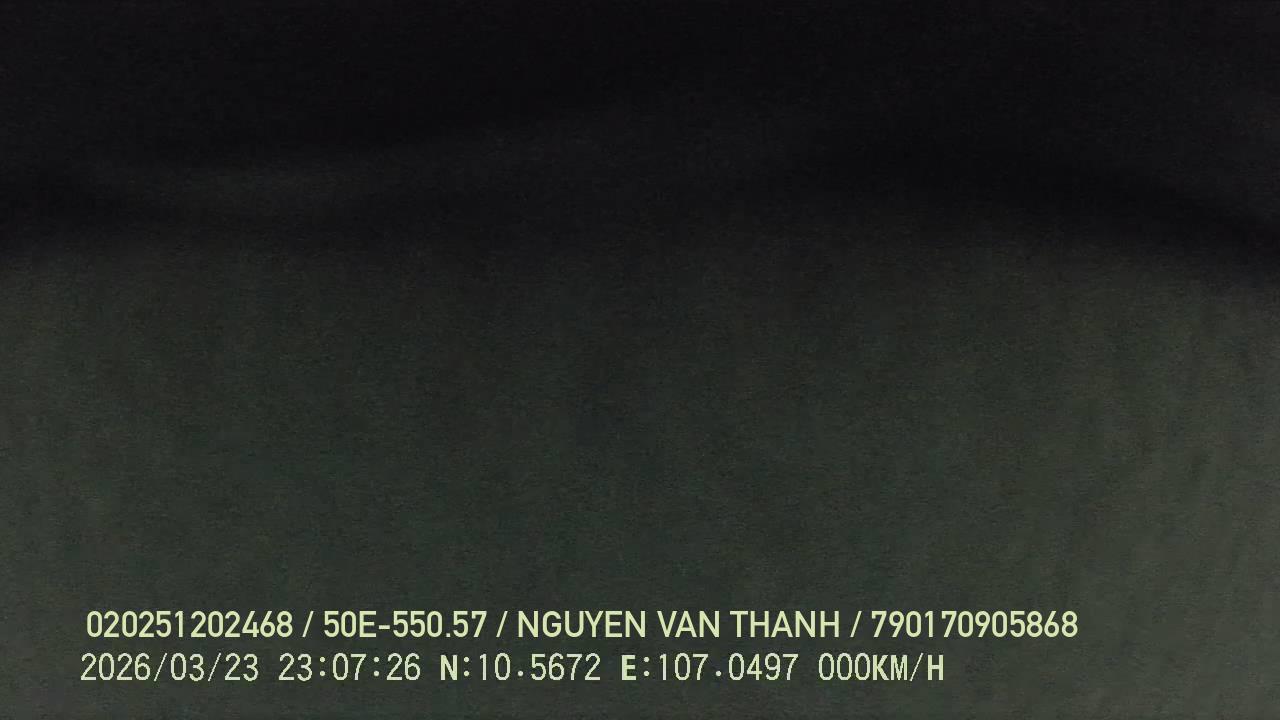 020251202468 / 50E-550.57 / NGUYEN VAN THANH / 790170905868
2026/03/23 23:07:26 N:10.5672 E:107.0497 000KM/H